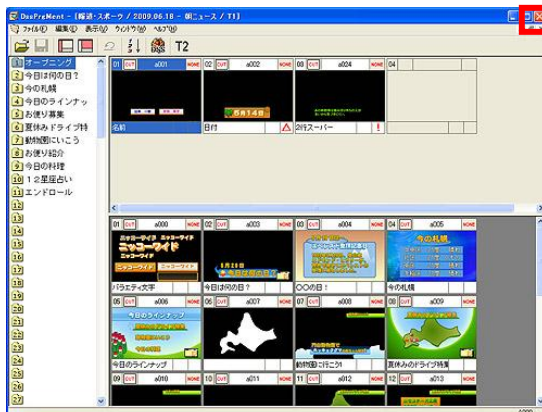 DasPreMent - [報道・スポーツ / 2009.06.18 - 朝ニュース / T1]
ファイル(F) 編集(E) 表示(V) ウィンドウ(W) ヘルプ(H)
T2
1 オープニング
2 今日は何の日?
3 今の札幌
4 今日のラインナッ
5 お便り募集
6 夏休みドライブ特
7 動物園にいこう
8 お便り紹介
9 今日の料理
10 12星座占い
11 エンドロール
12
13
14
15
16
17
18
19
20
21
22
23
24
25
26
27
01 CUT a001 NONE
02 CUT a002 NONE
03 CUT a024 NONE
04
5月14日
名前
日付
2行スーパー
01 CUT a000 NONE
02 CUT a003 NONE
03 CUT a004 NONE
04 CUT a005 NONE
ニッコーワイド
今の札幌
バラエティ文字
今日は何の日?
○○の日!
今の札幌
05 CUT a006 NONE
06 CUT a007 NONE
07 CUT a008 NONE
08 CUT a009 NONE
今日のラインナップ
今日のラインナップ
動物園に行こう1
夏休みのドライブ特集
09 CUT a010 NONE
10 CUT a011 NONE
11 CUT a012 NONE
12 CUT a013 NONE